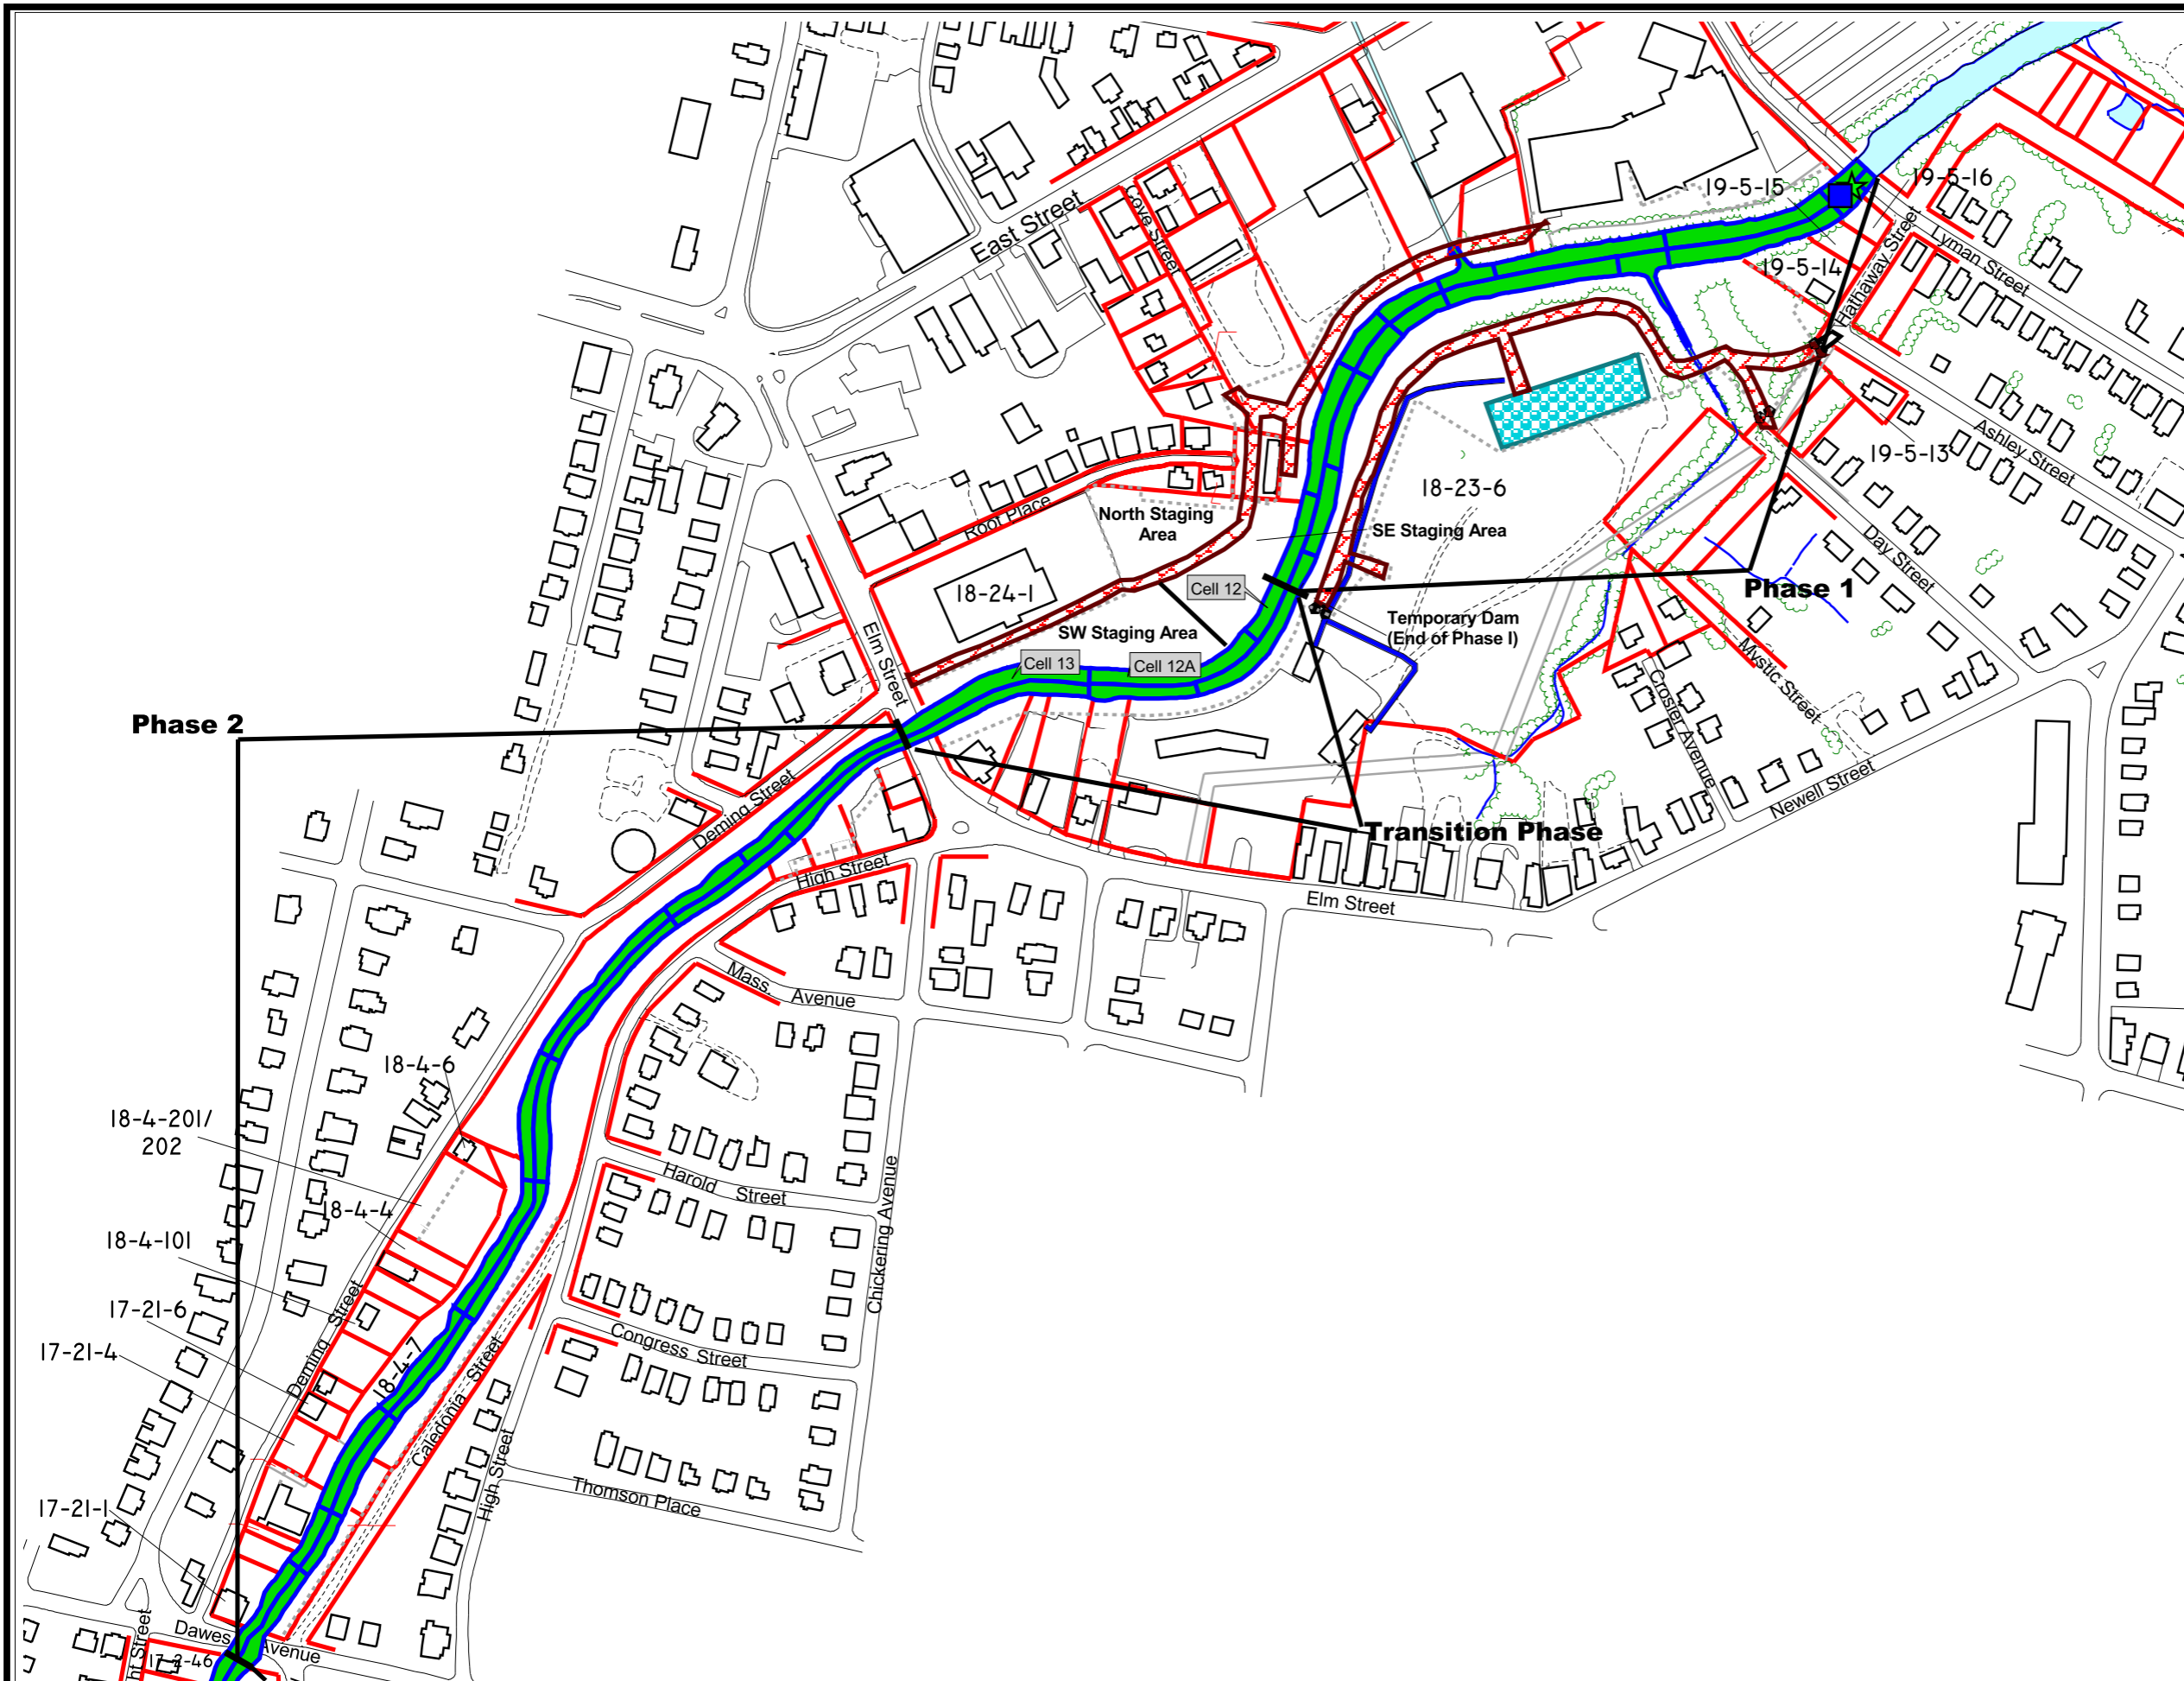 East Street
Cove Street
19-5-15
19-5-16
Lyman Street
Hathaway Street
19-5-14
19-5-13
Ashley Street
Day Street
18-23-6
North Staging
Area
SE Staging Area
Root Place
18-24-1
Cell 12
Phase 1
Temporary Dam
(End of Phase I)
SW Staging Area
Cell 13
Cell 12A
Elm Street
Mystic Street
Crosier Avenue
Newell Street
Phase 2
Deming Street
Transition Phase
High Street
Elm Street
Mass. Avenue
18-4-6
18-4-201/
202
Harold Street
18-4-4
18-4-101
Chickering Avenue
17-21-6
17-21-4
Deming Street
18-4-7
Caledonia Street
Congress Street
High Street
Thomson Place
17-21-1
Dawes Avenue
ht Street
17-2-46